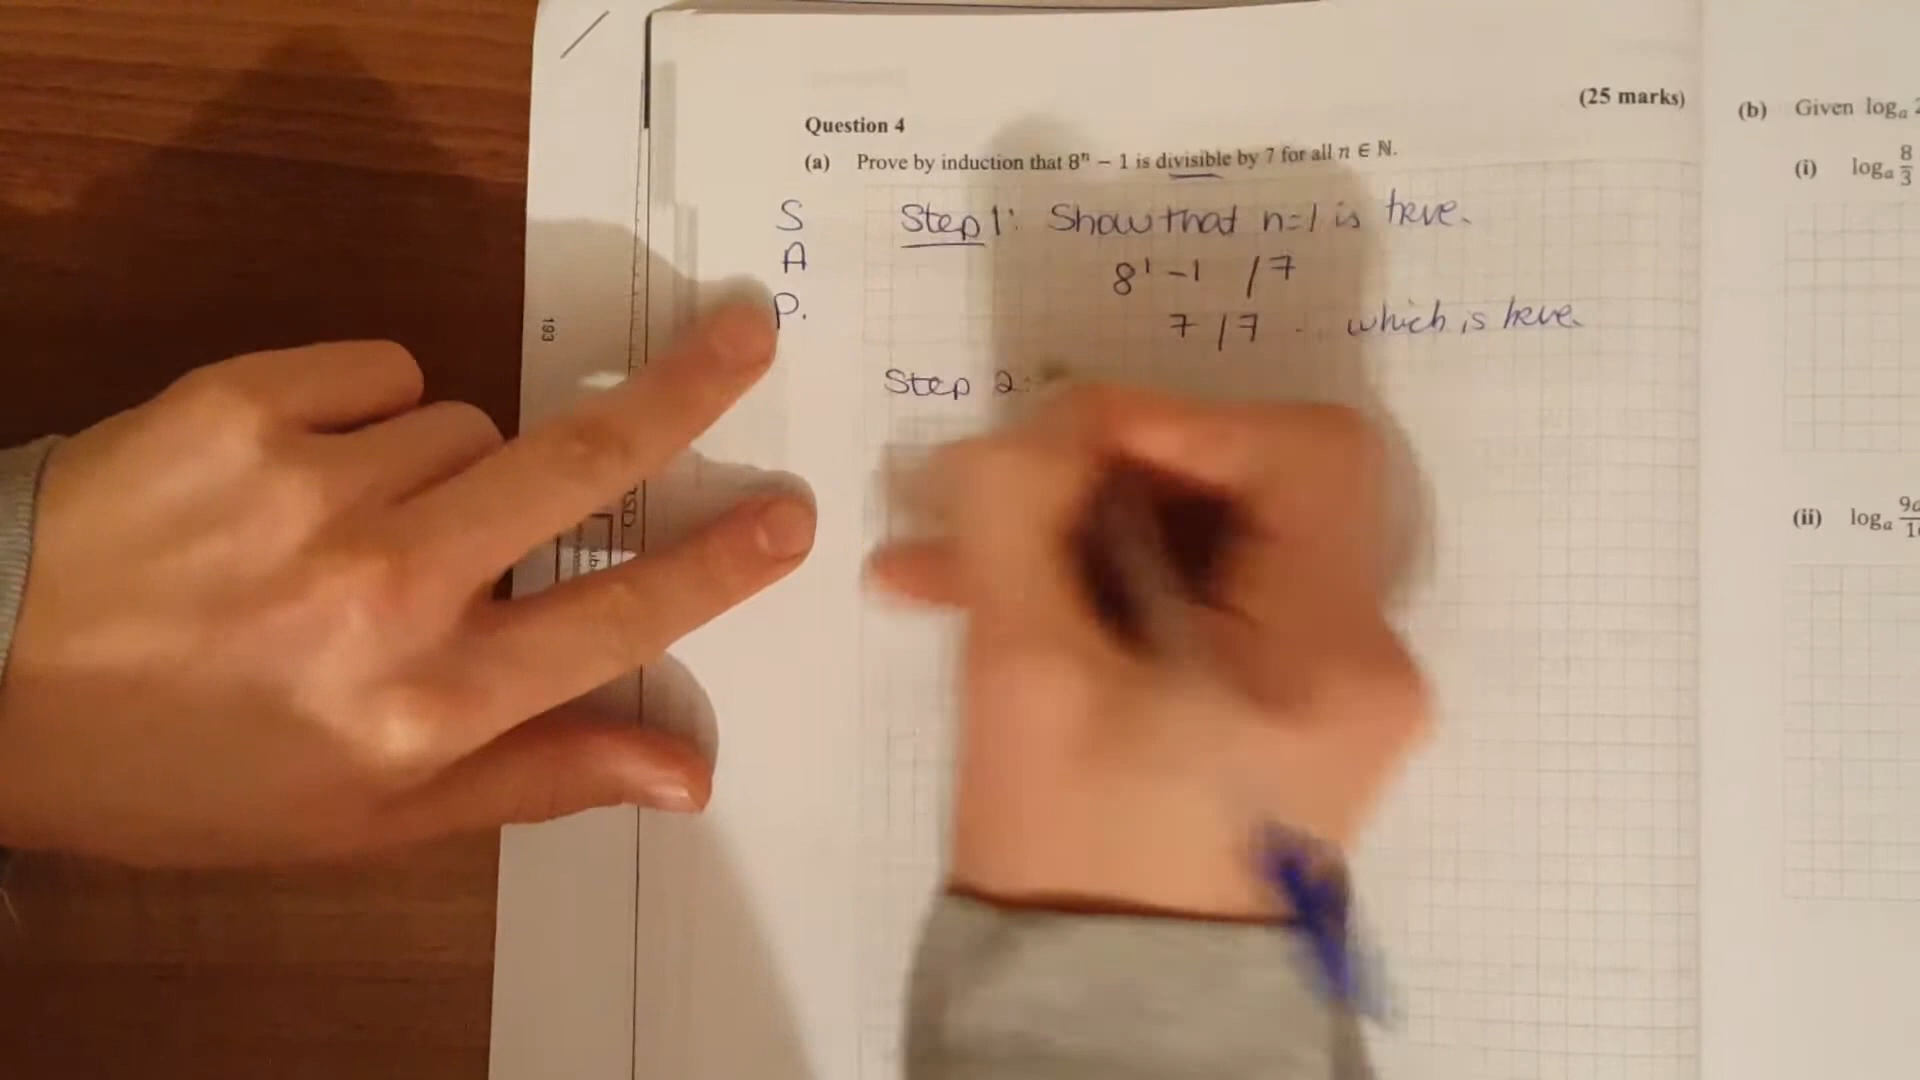 (25 marks)
Question 4
(a) Prove by induction that 8ⁿ − 1 is divisible by 7 for all n ∈ ℕ.
S
A
P.
Step 1: Show that n=1 is true.
8¹ -1 /7
7 /7 which is true
Step 2:
193
(b) Given logₐ
(i) logₐ 8/3
(ii) logₐ